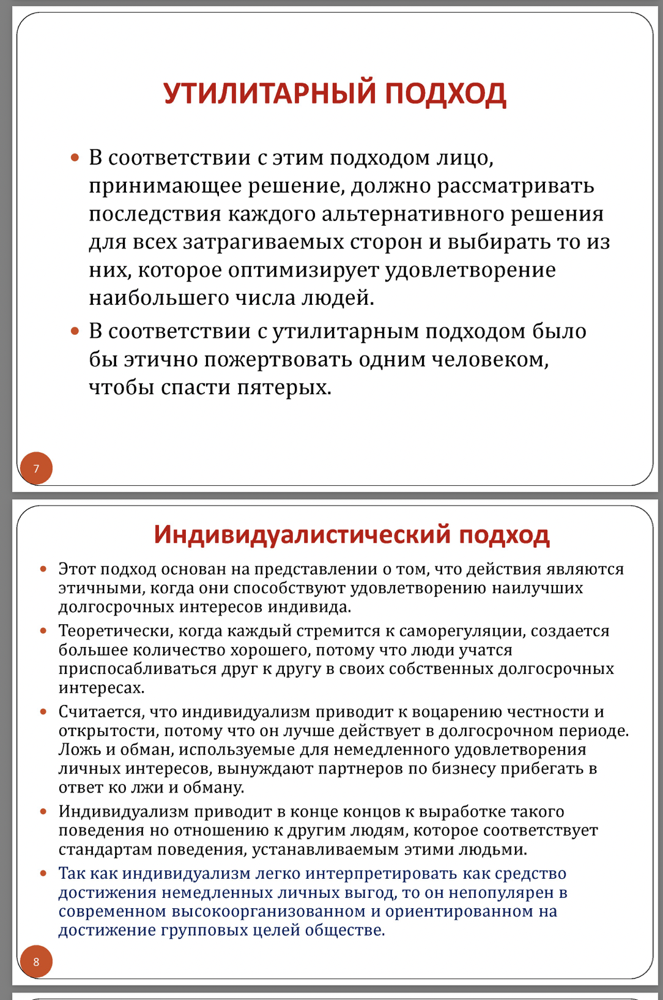 УТИЛИТАРНЫЙ ПОДХОД
• В соответствии с этим подходом лицо,
принимающее решение, должно рассматривать
последствия каждого альтернативного решения
для всех затрагиваемых сторон и выбирать то из
них, которое оптимизирует удовлетворение
наибольшего числа людей.
• В соответствии с утилитарным подходом было
бы этично пожертвовать одним человеком,
чтобы спасти пятерых.
7
Индивидуалистический подход
• Этот подход основан на представлении о том, что действия являются
этичными, когда они способствуют удовлетворению наилучших
долгосрочных интересов индивида.
• Теоретически, когда каждый стремится к саморегуляции, создается
большее количество хорошего, потому что люди учатся
приспосабливаться друг к другу в своих собственных долгосрочных
интересах.
• Считается, что индивидуализм приводит к воцарению честности и
открытости, потому что он лучше действует в долгосрочном периоде.
Ложь и обман, используемые для немедленного удовлетворения
личных интересов, вынуждают партнеров по бизнесу прибегать в
ответ ко лжи и обману.
• Индивидуализм приводит в конце концов к выработке такого
поведения но отношению к другим людям, которое соответствует
стандартам поведения, устанавливаемым этими людьми.
• Так как индивидуализм легко интерпретировать как средство
достижения немедленных личных выгод, то он непопулярен в
современном высокоорганизованном и ориентированном на
достижение групповых целей обществе.
8